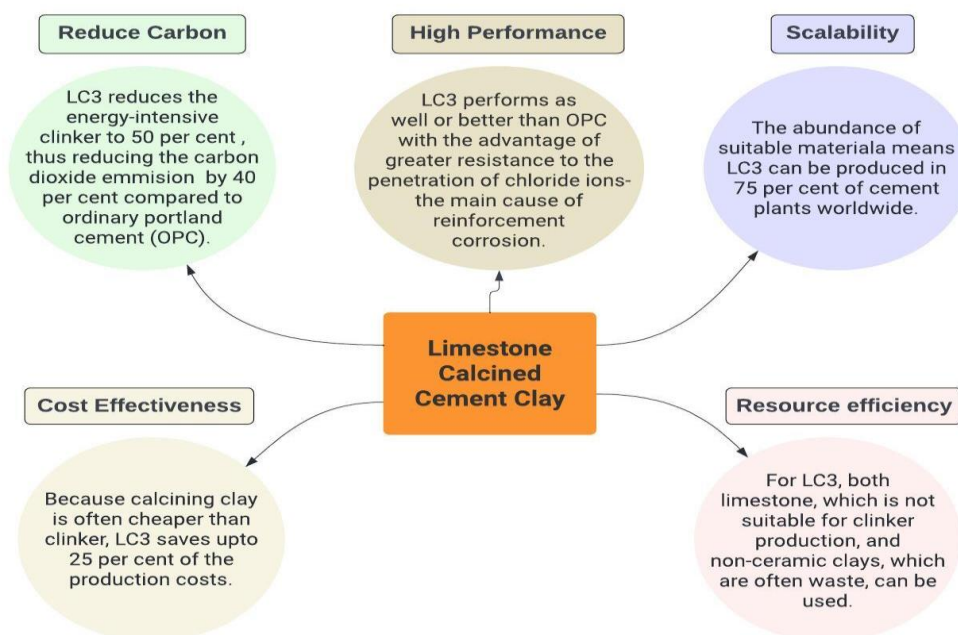 Reduce Carbon
LC3 reduces the
energy-intensive
clinker to 50 per cent ,
thus reducing the carbon
dioxide emmision by 40
per cent compared to
ordinary portland
cement (OPC).
High Performance
LC3 performs as
well or better than OPC
with the advantage of
greater resistance to the
penetration of chloride ions-
the main cause of
reinforcement
corrosion.
Scalability
The abundance of
suitable materiala means
LC3 can be produced in
75 per cent of cement
plants worldwide.
Limestone
Calcined
Cement Clay
Cost Effectiveness
Because calcining clay
is often cheaper than
clinker, LC3 saves upto
25 per cent of the
production costs.
Resource efficiency
For LC3, both
limestone, which is not
suitable for clinker
production, and
non-ceramic clays, which
are often waste, can be
used.